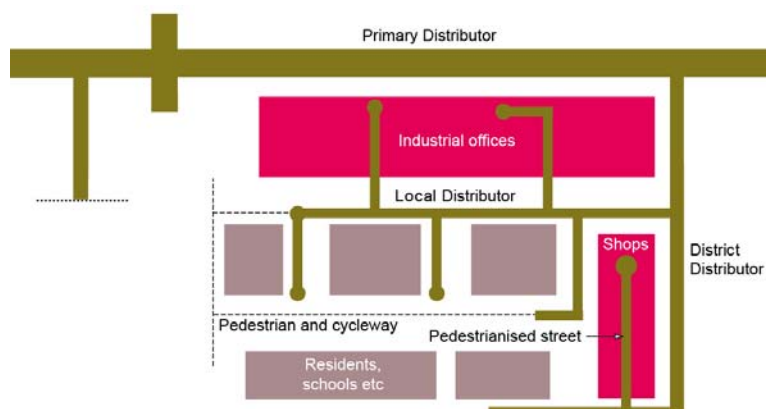 Primary Distributor
Industrial offices
Local Distributor
Shops
District
Distributor
Pedestrian and cycleway
Pedestrianised street
Residents,
schools etc